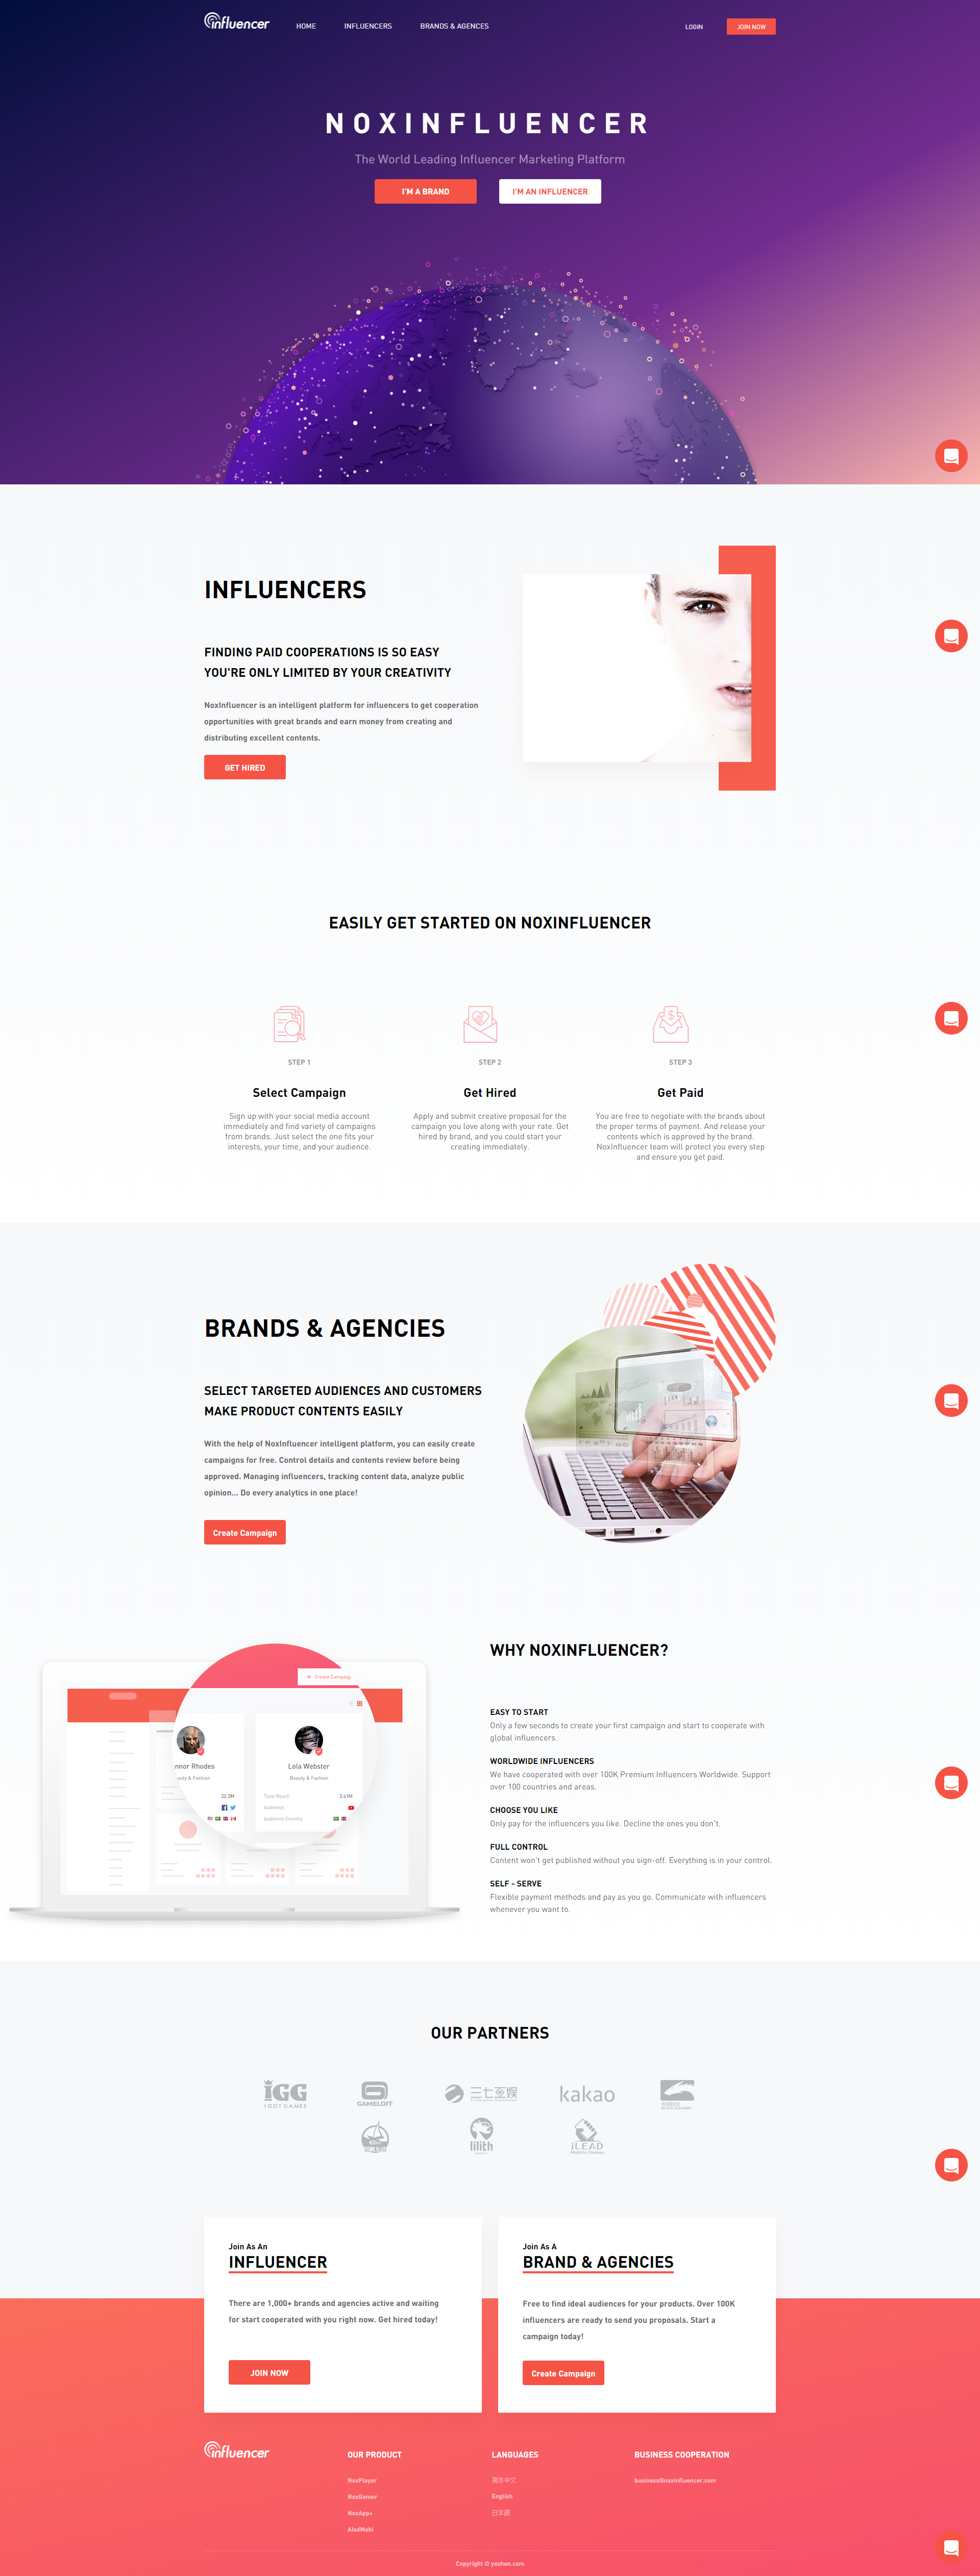 influencer
HOME
INFLUENCERS
BRANDS & AGENCES
LOGIN
JOIN NOW
NOXINFLUENCER
The World Leading Influencer Marketing Platform
I'M A BRAND
I'M AN INFLUENCER
INFLUENCERS
FINDING PAID COOPERATIONS IS SO EASY
YOU'RE ONLY LIMITED BY YOUR CREATIVITY
NoxInfluencer is an intelligent platform for influencers to get cooperation
opportunities with great brands and earn money from creating and
distributing excellent contents.
GET HIRED
EASILY GET STARTED ON NOXINFLUENCER
STEP 1
Select Campaign
Sign up with your social media account
immediately and find variety of campaigns
from brands. Just select the one fits your
interests, your time, and your audience.
STEP 2
Get Hired
Apply and submit creative proposal for the
campaign you love along with your rate. Get
hired by brand, and you could start your
creating immediately.
STEP 3
Get Paid
You are free to negotiate with the brands about
the proper terms of payment. And release your
contents which is approved by the brand.
NoxInfluencer team will protect you every step
and ensure you get paid.
BRANDS & AGENCIES
SELECT TARGETED AUDIENCES AND CUSTOMERS
MAKE PRODUCT CONTENTS EASILY
With the help of NoxInfluencer intelligent platform, you can easily create
campaigns for free. Control details and contents review before being
approved. Managing influencers, tracking content data, analyze public
opinion... Do every analytics in one place!
Create Campaign
+ Create Campaig
nnor Rhodes
auty & Fashion
22.3M
Lola Webster
Beauty & Fashion
Total Reach
3.61M
Audience
Audience Country
WHY NOXINFLUENCER?
EASY TO START
Only a few seconds to create your first campaign and start to cooperate with
global influencers.
WORLDWIDE INFLUENCERS
We have cooperated with over 100K Premium Influencers Worldwide. Support
over 100 countries and areas.
CHOOSE YOU LIKE
Only pay for the influencers you like. Decline the ones you don't.
FULL CONTROL
Content won't get published without you sign-off. Everything is in your control.
SELF - SERVE
Flexible payment methods and pay as you go. Communicate with influencers
whenever you want to.
OUR PARTNERS
IGG
I GOT GAMES
GAMELOFT
三七互娱
kakao
lilith
iLEAD
Join As An
INFLUENCER
There are 1,000+ brands and agencies active and waiting
for start cooperated with you right now. Get hired today!
JOIN NOW
Join As A
BRAND & AGENCIES
Free to find ideal audiences for your products. Over 100K
influencers are ready to send you proposals. Start a
campaign today!
Create Campaign
influencer
OUR PRODUCT
NoxPlayer
NoxGamer
NoxApp+
AladMobi
LANGUAGES
简体中文
English
日本語
BUSINESS COOPERATION
business@noxinfluencer.com
Copyright © yeshen.com